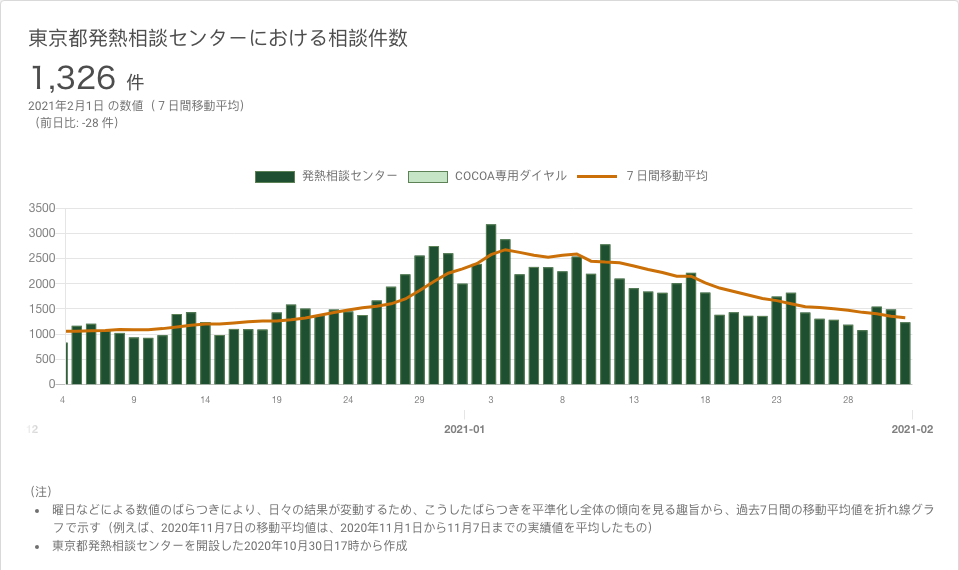 東京都発熱相談センターにおける相談件数
1,326 件
2021年2月1日 の数値（７日間移動平均）
（前日比: -28 件）
発熱相談センター COCOA専用ダイヤル ７日間移動平均
3500
3000
2500
2000
1500
1000
500
0
4 9 14 19 24 29 3 8 13 18 23 28
12 2021-01 2021-02
（注）
• 曜日などによる数値のばらつきにより、日々の結果が変動するため、こうしたばらつきを平準化し全体の傾向を見る趣旨から、過去7日間の移動平均値を折れ線グラ
フで示す（例えば、2020年11月7日の移動平均値は、2020年11月1日から11月7日までの実績値を平均したもの）
• 東京都発熱相談センターを開設した2020年10月30日17時から作成